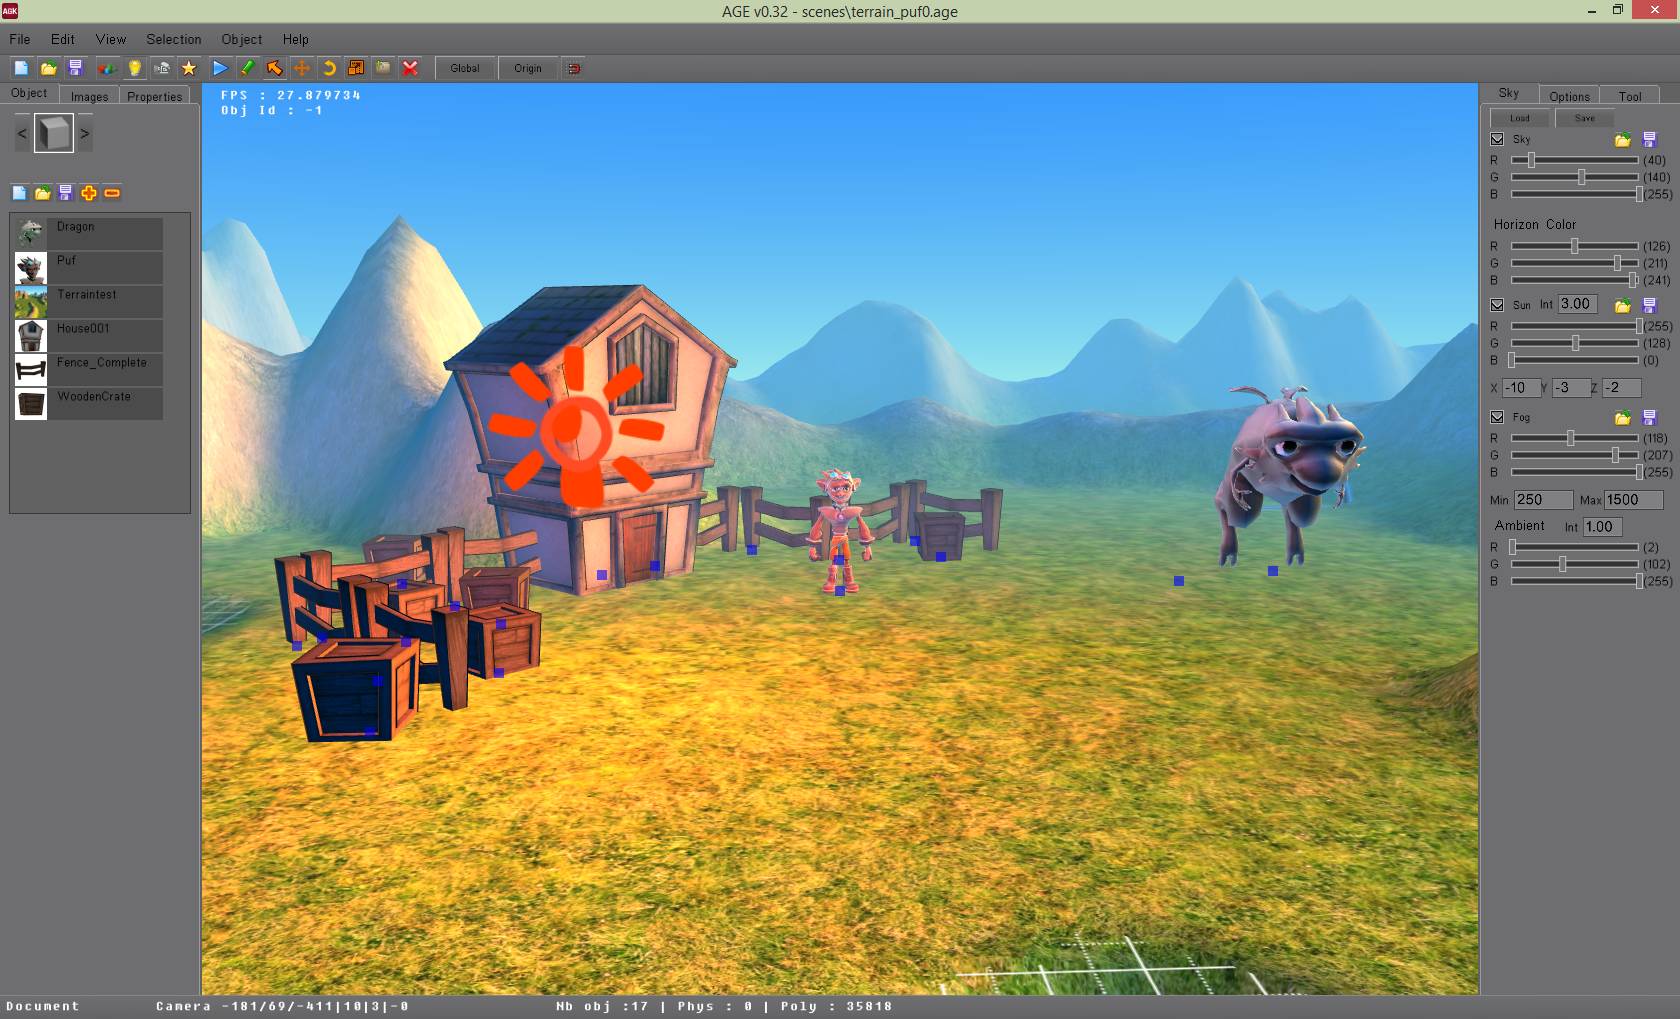 AGK
AGE v0.32 - scenes\terrain_puf0.age
File Edit View Selection Object Help
Global Origin
Object Images Properties
< >
Dragon
Puf
Terraintest
House001
Fence_Complete
WoodenCrate
FPS : 27.879734
Obj Id : -1
Sky Options Tool
Load Save
Sky
R (40)
G (140)
B (255)
Horizon Color
R (126)
G (211)
B (241)
Sun Int 3.00
R (255)
G (128)
B (0)
X -10 Y -3 Z -2
Fog
R (118)
G (207)
B (255)
Min 250 Max 1500
Ambient Int 1.00
R (2)
G (102)
B (255)
Document Camera -181/69/-411|10|3|-0 Nb obj :17 | Phys : 0 | Poly : 35818